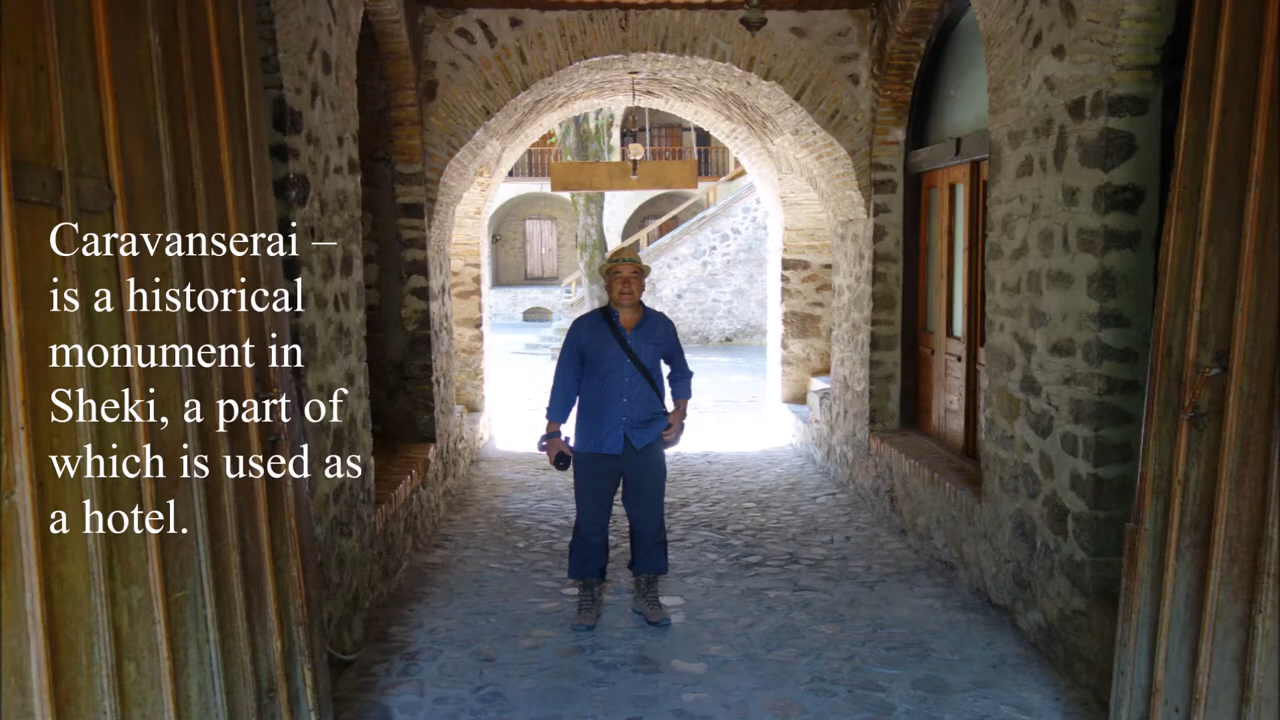 Caravanserai –
is a historical
monument in
Sheki, a part of
which is used as
a hotel.